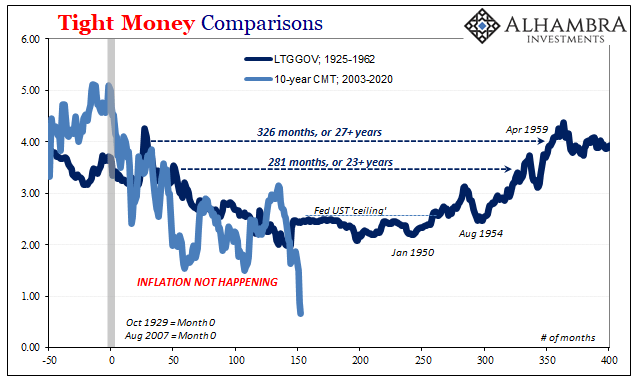 Tight Money Comparisons
ALHAMBRA
INVESTMENTS
6.00
5.00
4.00
3.00
2.00
1.00
0.00
LTGGOV; 1925-1962
10-year CMT; 2003-2020
Apr 1959
326 months, or 27+ years
281 months, or 23+ years
Fed UST 'ceiling'
Jan 1950
Aug 1954
INFLATION NOT HAPPENING
Oct 1929 = Month 0
Aug 2007 = Month 0
# of months
-50
0
50
100
150
200
250
300
350
400